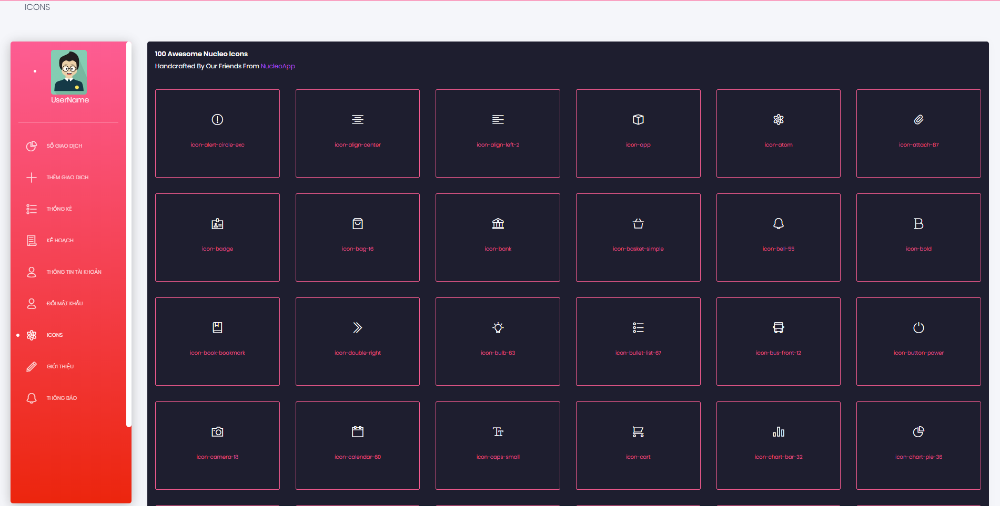 ICONS
UserName
SỔ GIAO DỊCH
THÊM GIAO DỊCH
THỐNG KÊ
KẾ HOẠCH
THÔNG TIN TÀI KHOẢN
ĐỔI MẬT KHẨU
ICONS
GIỚI THIỆU
THÔNG BÁO
100 Awesome Nucleo Icons
Handcrafted By Our Friends From NucleoApp
icon-alert-circle-exc
icon-align-center
icon-align-left-2
icon-app
icon-atom
icon-attach-87
icon-badge
icon-bag-16
icon-bank
icon-basket-simple
icon-bell-55
icon-bold
icon-book-bookmark
icon-double-right
icon-bulb-63
icon-bullet-list-67
icon-bus-front-12
icon-button-power
icon-camera-18
icon-calendar-60
icon-caps-small
icon-cart
icon-chart-bar-32
icon-chart-pie-36